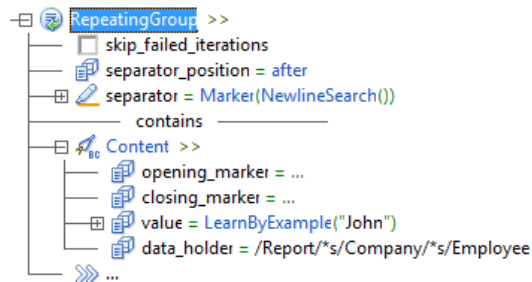 RepeatingGroup >>
skip_failed_iterations
separator_position = after
separator = Marker(NewlineSearch())
contains
Content >>
opening_marker = ...
closing_marker = ...
value = LearnByExample("John")
data_holder = /Report/*s/Company/*s/Employee
...